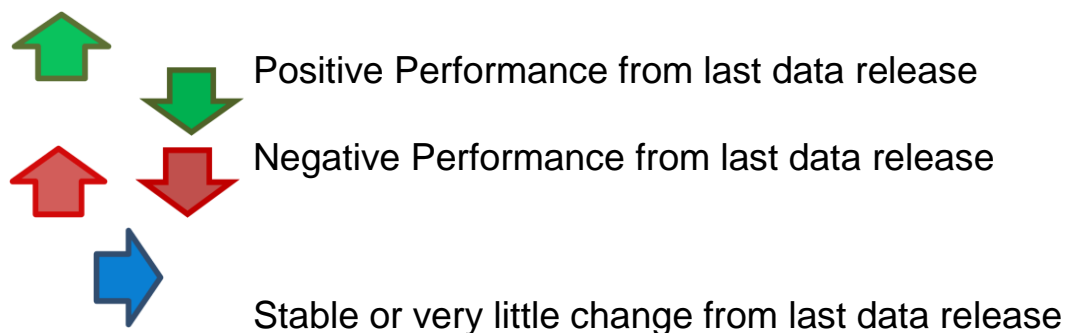 Positive Performance from last data release
Negative Performance from last data release
Stable or very little change from last data release